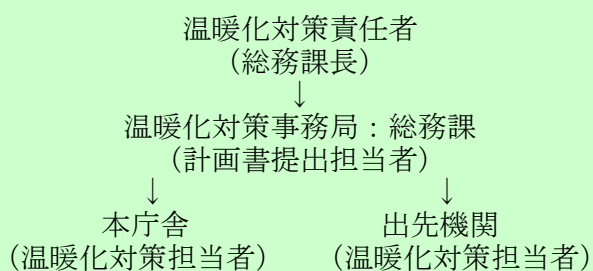 温暖化対策責任者
（総務課長）
↓
温暖化対策事務局：総務課
（計画書提出担当者）
↓ ↓
本庁舎 出先機関
（温暖化対策担当者） （温暖化対策担当者）